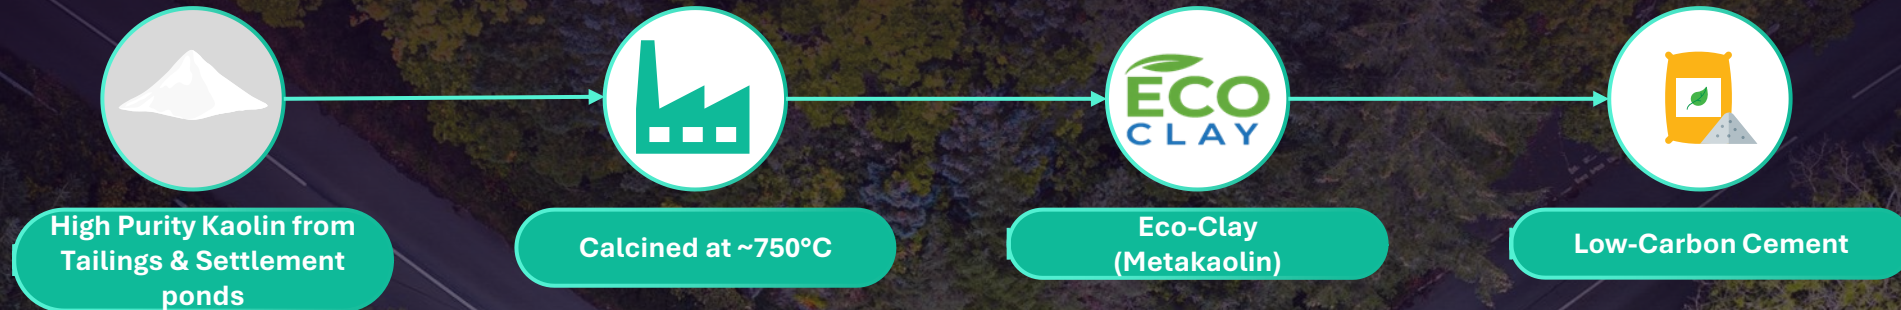 ECO
CLAY
High Purity Kaolin from
Tailings & Settlement
ponds
Calcined at ~750°C
Eco-Clay
(Metakaolin)
Low-Carbon Cement